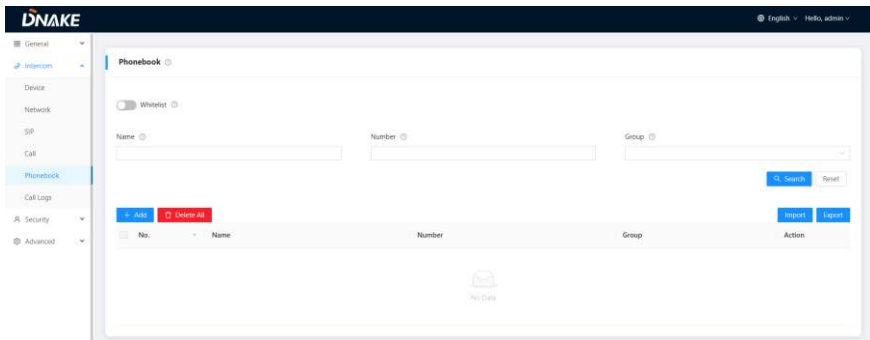 DNAKE
English Hello, admin
General
Intercom
Device
Network
SIP
Call
Phonebook
Call Logs
Security
Advanced
Phonebook
Whitelist
Name Number Group
Search Reset
+ Add Delete All Import Export
No. Name Number Group Action
No Data